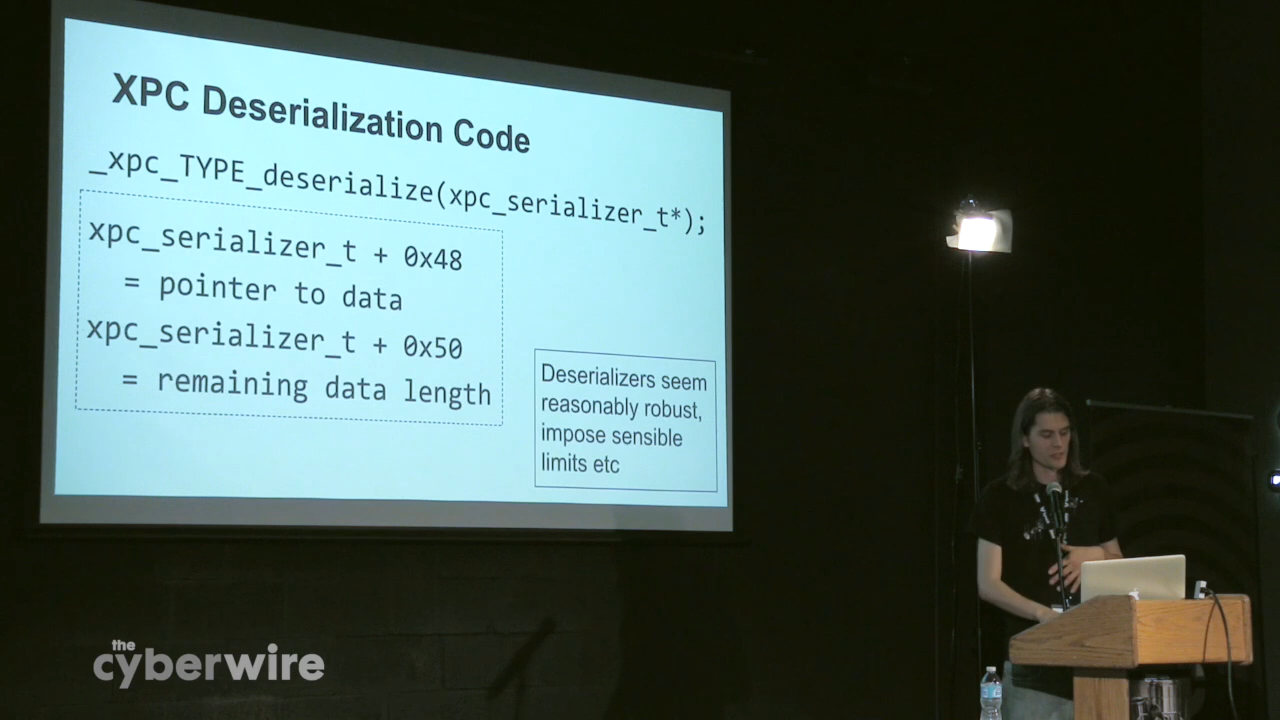 XPC Deserialization Code
_xpc_TYPE_deserialize(xpc_serializer_t*);
xpc_serializer_t + 0x48
= pointer to data
xpc_serializer_t + 0x50
= remaining data length
Deserializers seem
reasonably robust,
impose sensible
limits etc
the
cyberwire